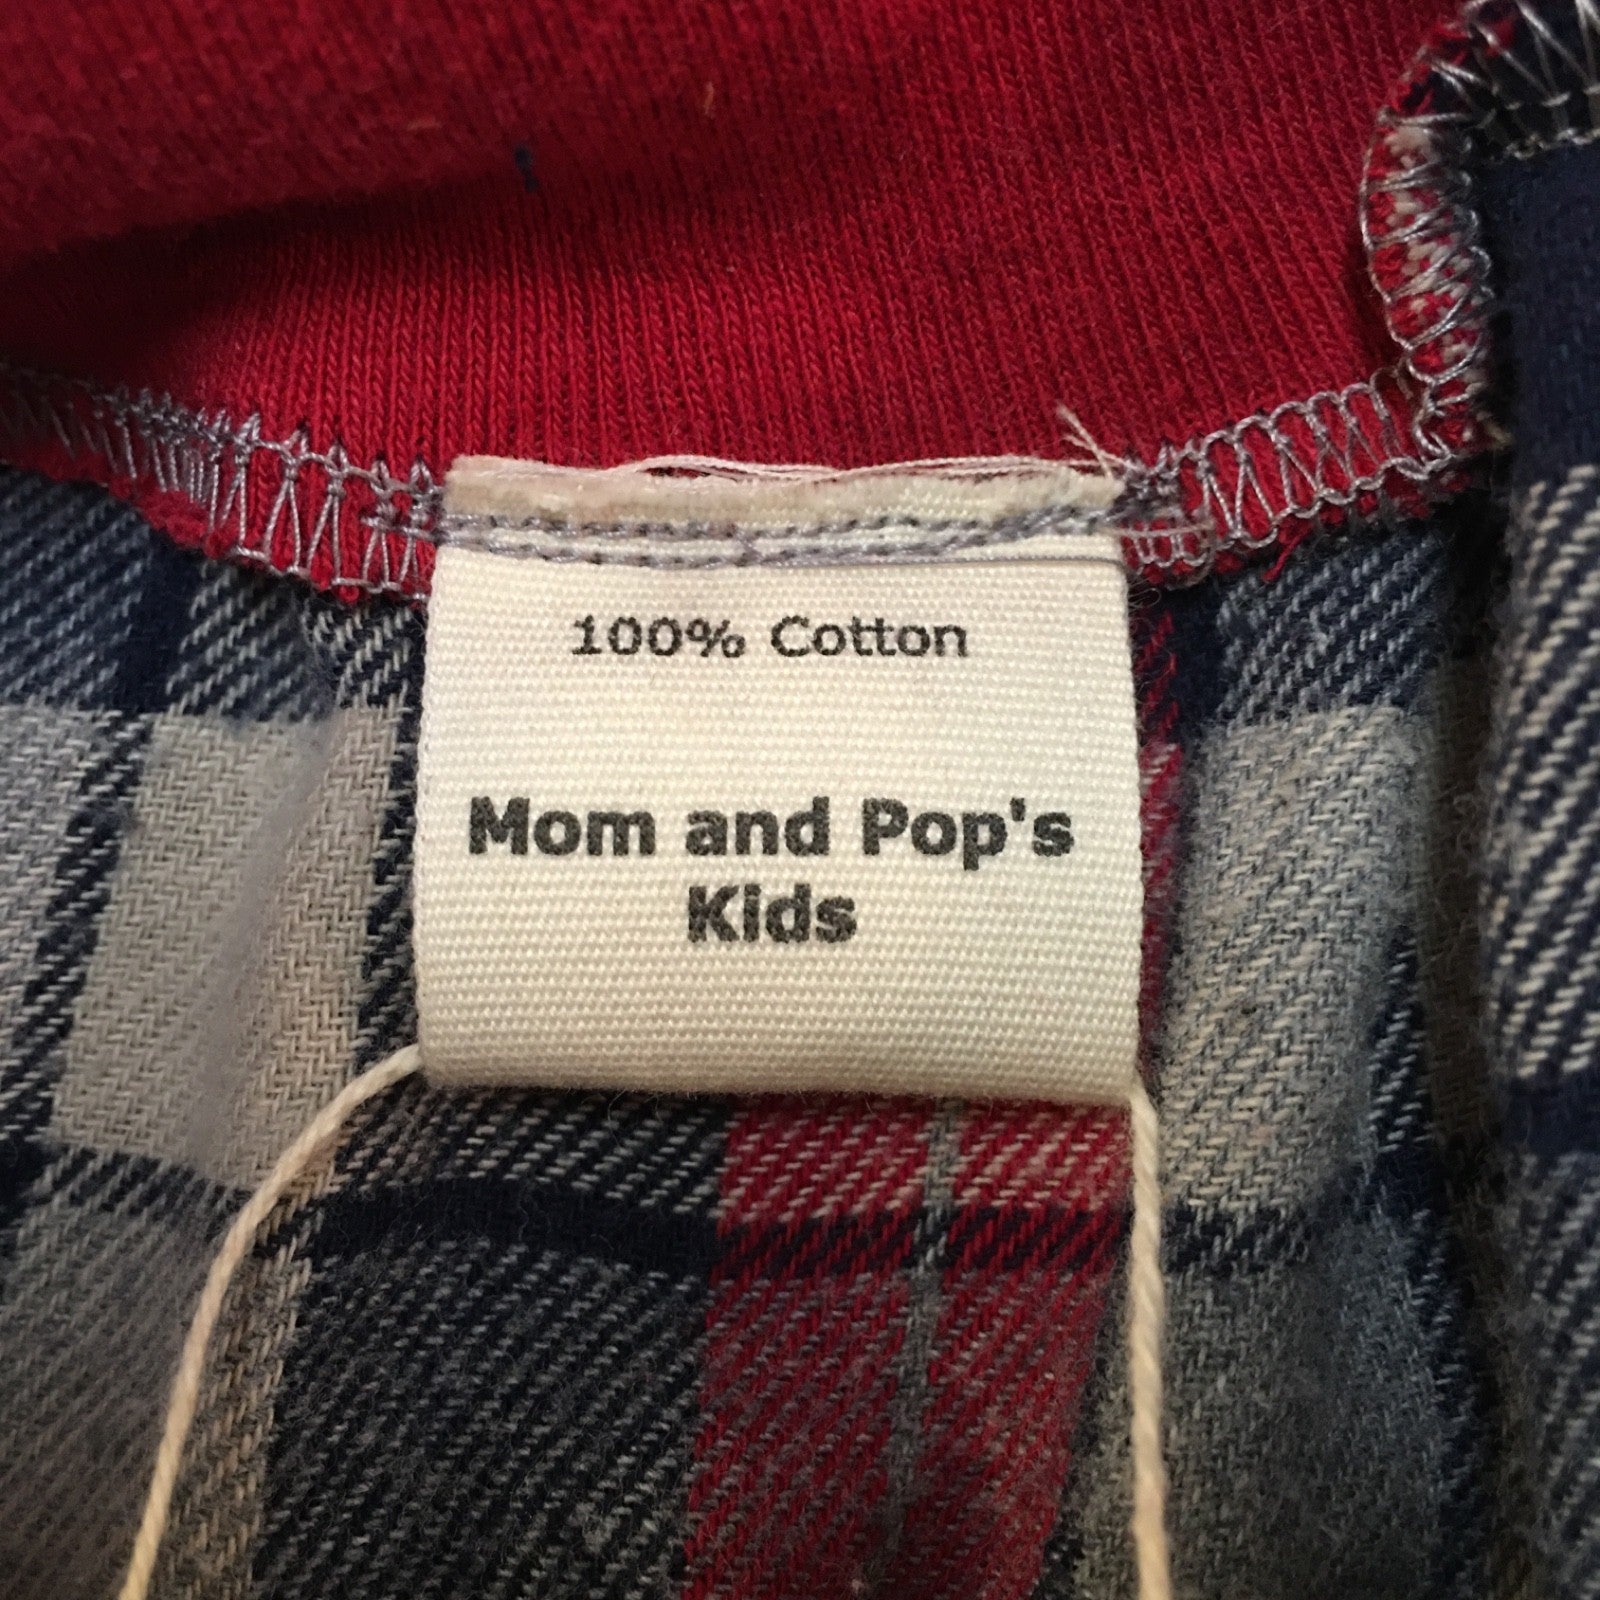 100% Cotton
Mom and Pop's
Kids